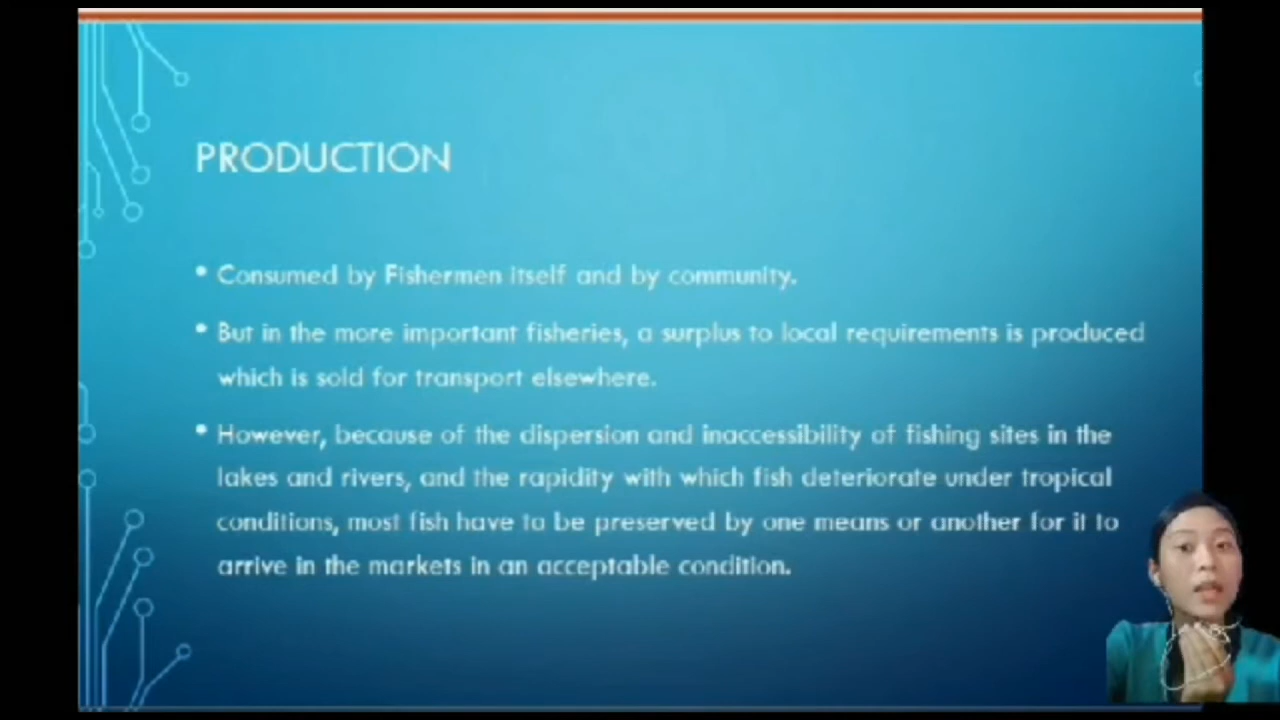 PRODUCTION
• Consumed by Fishermen itself and by community.
• But in the more important fisheries, a surplus to local requirements is produced
which is sold for transport elsewhere.
• However, because of the dispersion and inaccessibility of fishing sites in the
lakes and rivers, and the rapidity with which fish deteriorate under tropical
conditions, most fish have to be preserved by one means or another for it to
arrive in the markets in an acceptable condition.